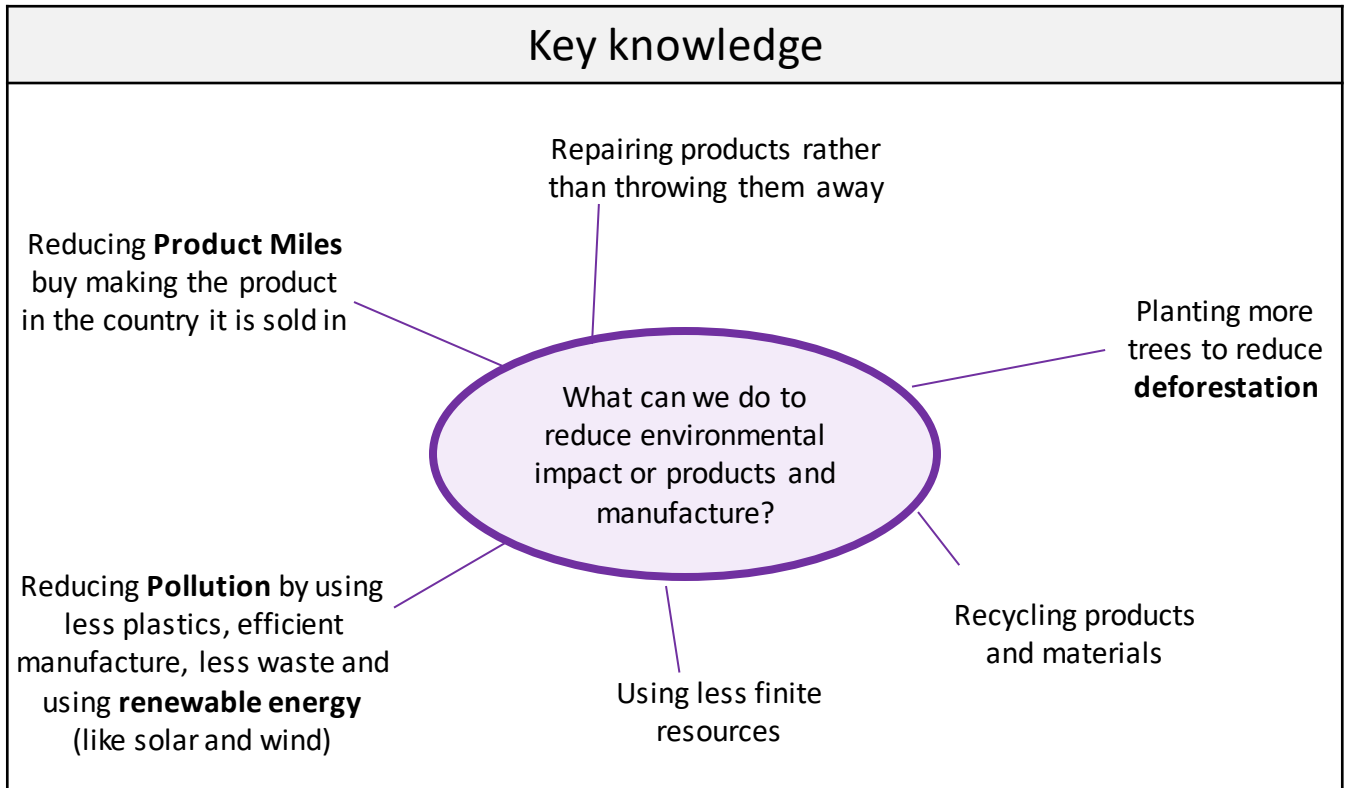 Key knowledge
Repairing products rather
than throwing them away
Reducing Product Miles
buy making the product
in the country it is sold in
Planting more
trees to reduce
deforestation
What can we do to
reduce environmental
impact or products and
manufacture?
Reducing Pollution by using
less plastics, efficient
manufacture, less waste and
using renewable energy
(like solar and wind)
Using less finite
resources
Recycling products
and materials